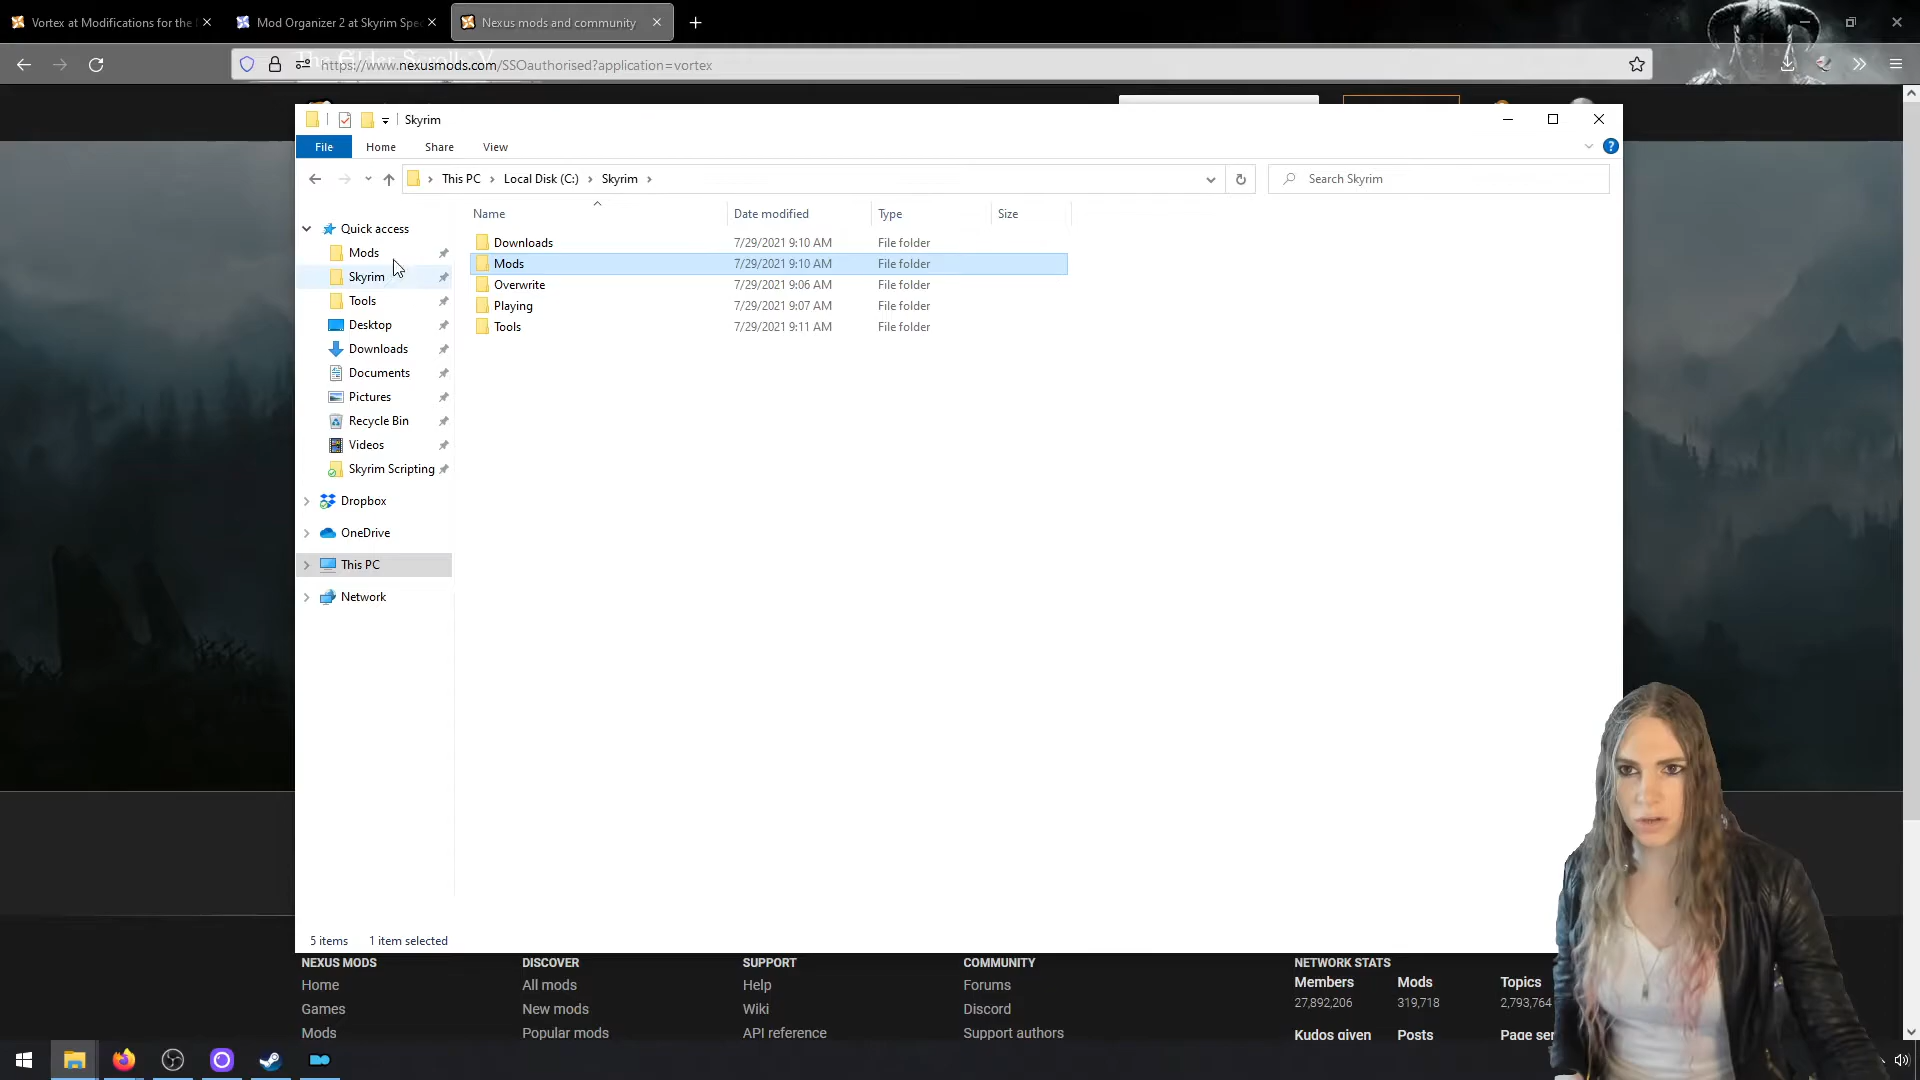 Vortex at Modifications for the
Mod Organizer 2 at Skyrim Spe
Nexus mods and community
https://www.nexusmods.com/SSOauthorised?application=vortex
Skyrim
File
Home
Share
View
This PC
Local Disk (C:)
Skyrim
Search Skyrim
Name
Date modified
Type
Size
Quick access
Mods
Skyrim
Tools
Desktop
Downloads
Documents
Pictures
Recycle Bin
Videos
Skyrim Scripting
Dropbox
OneDrive
This PC
Network
Downloads 7/29/2021 9:10 AM File folder
Mods 7/29/2021 9:10 AM File folder
Overwrite 7/29/2021 9:06 AM File folder
Playing 7/29/2021 9:07 AM File folder
Tools 7/29/2021 9:11 AM File folder
5 items 1 item selected
NEXUS MODS
Home
Games
Mods
DISCOVER
All mods
New mods
Popular mods
SUPPORT
Help
Wiki
API reference
COMMUNITY
Forums
Discord
Support authors
NETWORK STATS
Members Mods Topics
27,892,206 319,718 2,793,764
Kudos given Posts Page ser